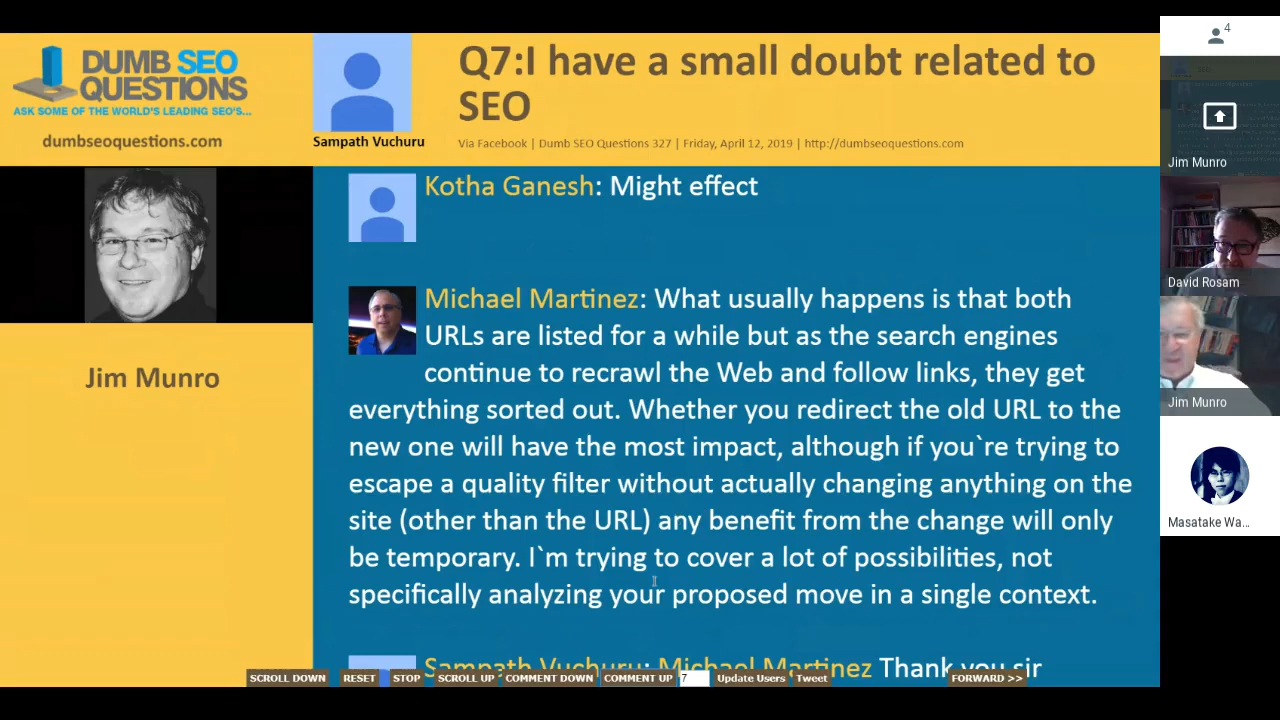 DUMB SEO
QUESTIONS
ASK SOME OF THE WORLD'S LEADING SEO'S...
dumbseoquestions.com
Sampath Vuchuru
Q7:I have a small doubt related to
SEO
Via Facebook | Dumb SEO Questions 327 | Friday, April 12, 2019 | http://dumbseoquestions.com
Jim Munro
Kotha Ganesh: Might effect
Michael Martinez: What usually happens is that both
URLs are listed for a while but as the search engines
continue to recrawl the Web and follow links, they get
everything sorted out. Whether you redirect the old URL to the
new one will have the most impact, although if you`re trying to
escape a quality filter without actually changing anything on the
site (other than the URL) any benefit from the change will only
be temporary. I`m trying to cover a lot of possibilities, not
specifically analyzing your proposed move in a single context.
Sampath Vuchuru: Michael Martinez Thank you sir
SCROLL DOWN RESET STOP SCROLL UP COMMENT DOWN COMMENT UP 7 Update Users Tweet FORWARD >>
4
Jim Munro
David Rosam
Jim Munro
Masatake Wa...